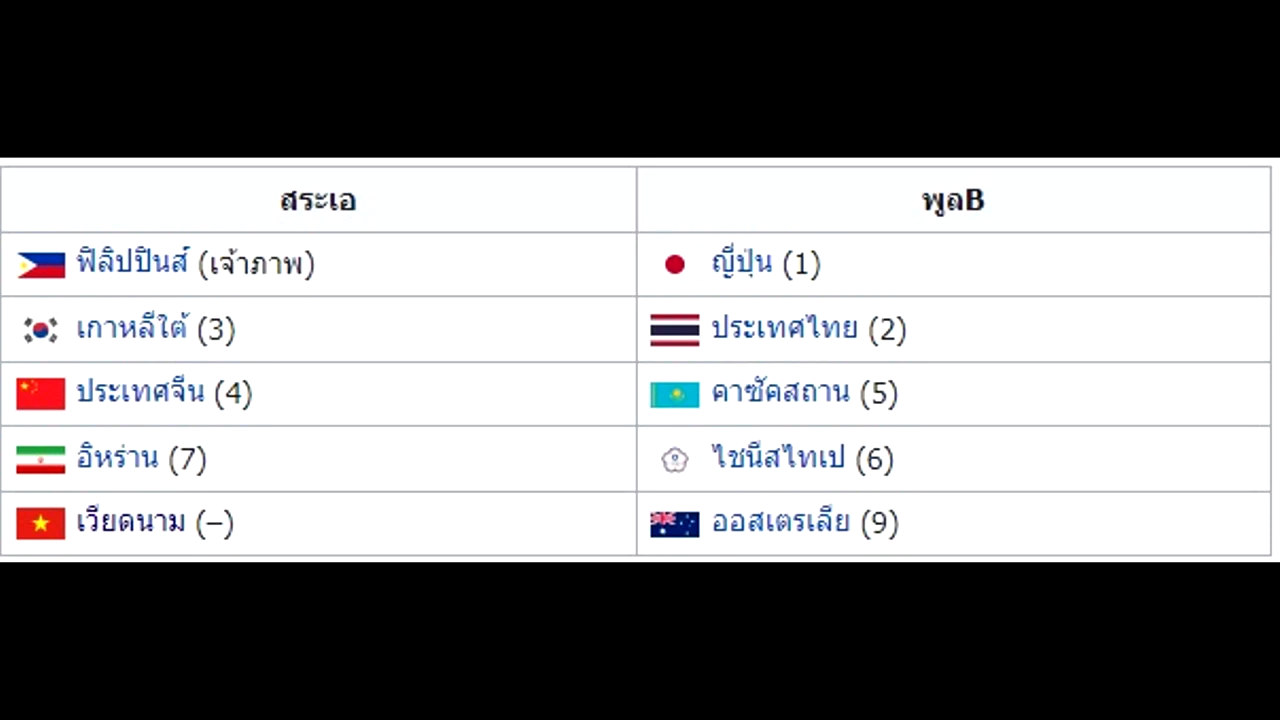 สระเอ พูลB
ฟิลิปปินส์ (เจ้าภาพ) ญี่ปุ่น (1)
เกาหลีใต้ (3) ประเทศไทย (2)
ประเทศจีน (4) คาซัคสถาน (5)
อิหร่าน (7) ไชนีสไทเป (6)
เวียดนาม (–) ออสเตรเลีย (9)